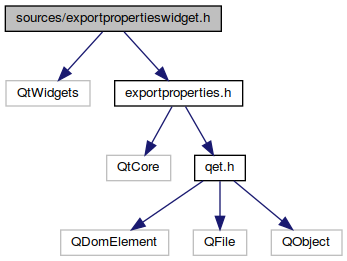 sources/exportpropertieswidget.h
QtWidgets
exportproperties.h
QtCore
qet.h
QDomElement
QFile
QObject